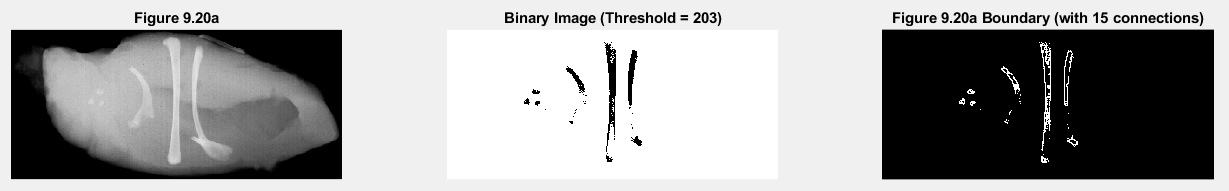 Figure 9.20a
Binary Image (Threshold = 203)
Figure 9.20a Boundary (with 15 connections)